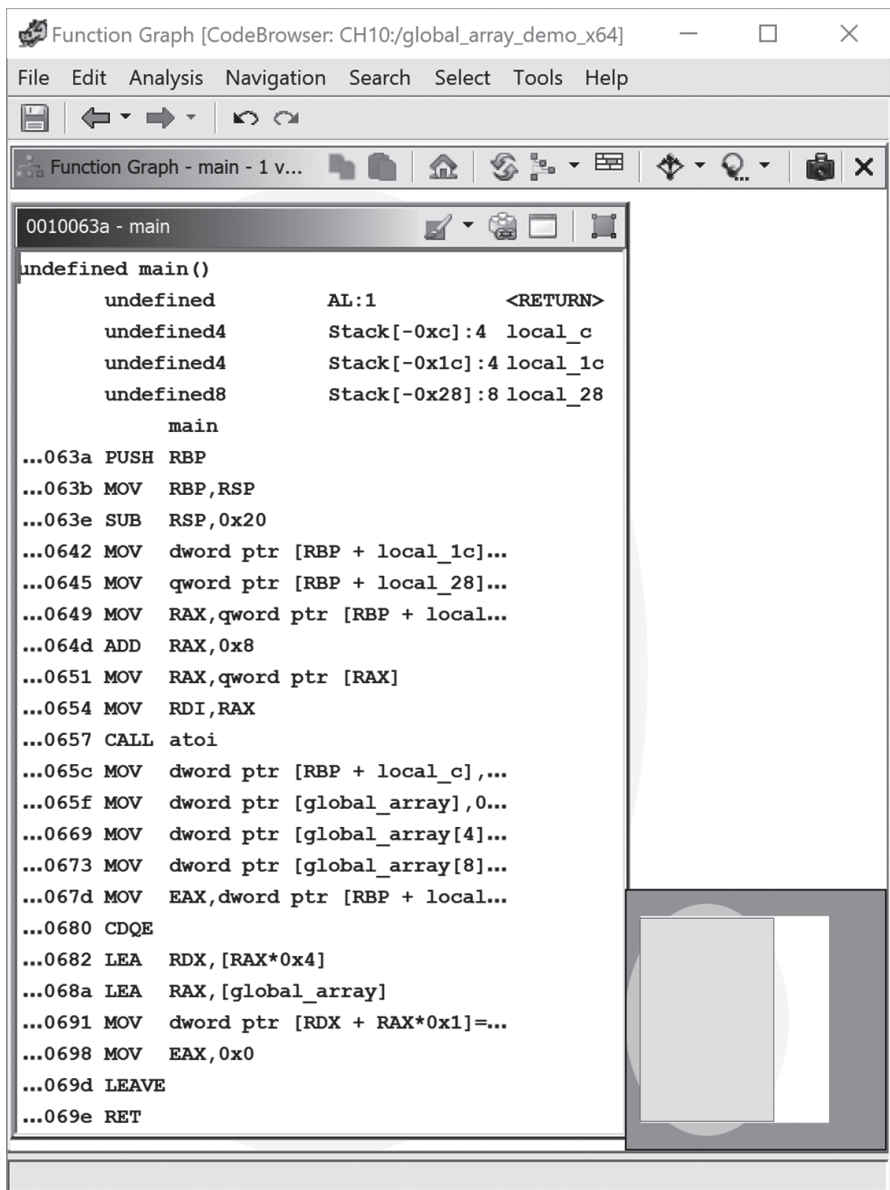 Function Graph [CodeBrowser: CH10:/global_array_demo_x64]
File Edit Analysis Navigation Search Select Tools Help
Function Graph - main - 1 v...
0010063a - main
undefined main()
undefined AL:1 <RETURN>
undefined4 Stack[-0xc]:4 local_c
undefined4 Stack[-0x1c]:4 local_1c
undefined8 Stack[-0x28]:8 local_28
main
...063a PUSH RBP
...063b MOV RBP,RSP
...063e SUB RSP,0x20
...0642 MOV dword ptr [RBP + local_1c]...
...0645 MOV qword ptr [RBP + local_28]...
...0649 MOV RAX,qword ptr [RBP + local...
...064d ADD RAX,0x8
...0651 MOV RAX,qword ptr [RAX]
...0654 MOV RDI,RAX
...0657 CALL atoi
...065c MOV dword ptr [RBP + local_c],...
...065f MOV dword ptr [global_array],0...
...0669 MOV dword ptr [global_array[4]...
...0673 MOV dword ptr [global_array[8]...
...067d MOV EAX,dword ptr [RBP + local...
...0680 CDQE
...0682 LEA RDX,[RAX*0x4]
...068a LEA RAX,[global_array]
...0691 MOV dword ptr [RDX + RAX*0x1]=...
...0698 MOV EAX,0x0
...069d LEAVE
...069e RET